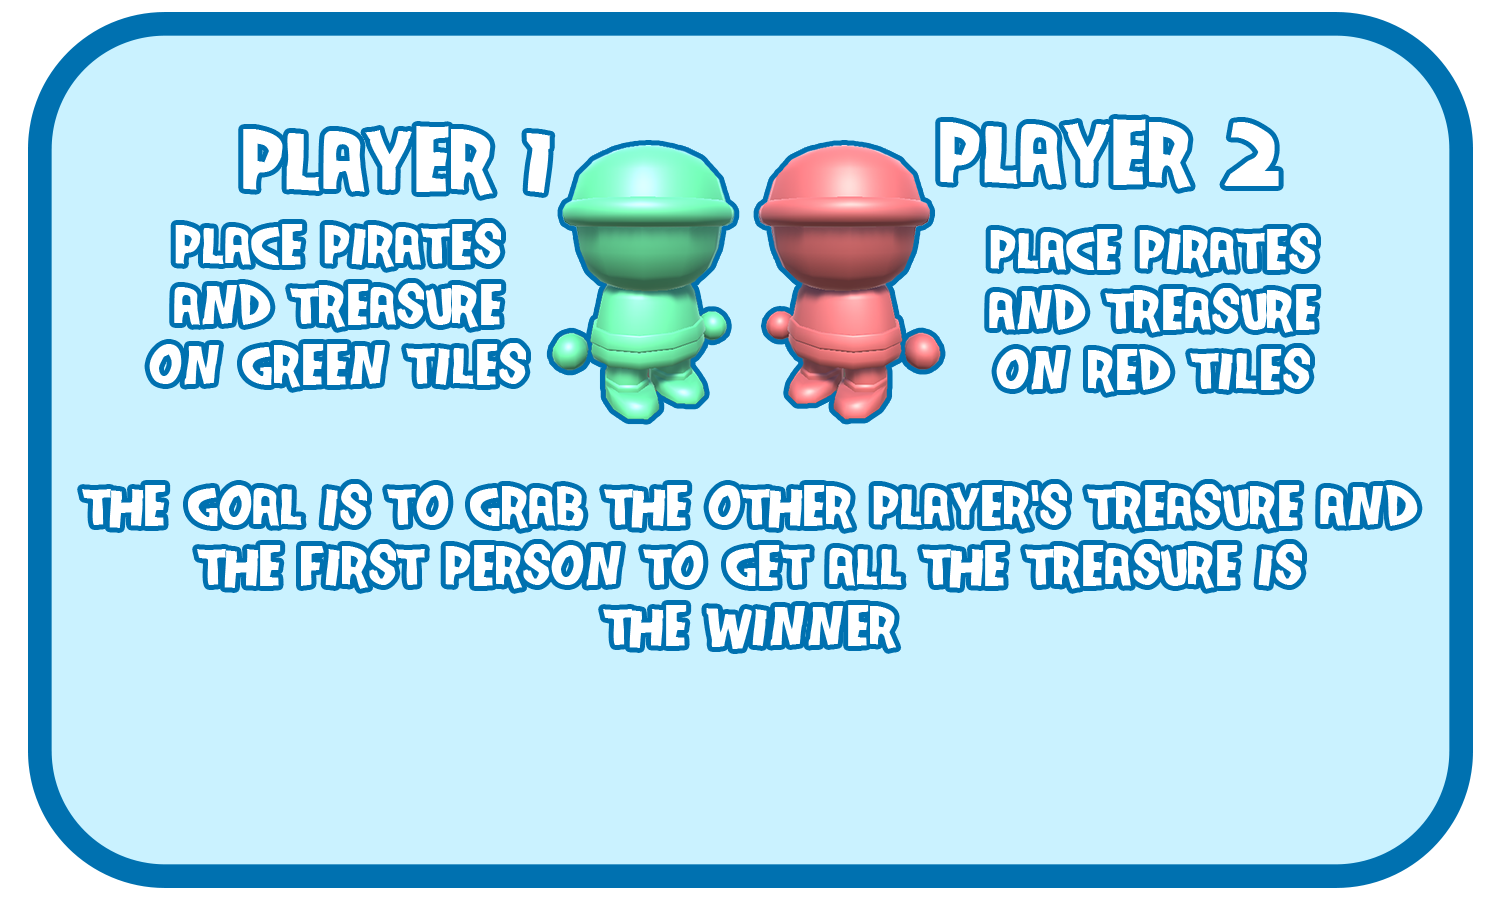 PLAYER 1
PLACE PIRATES
AND TREASURE
ON GREEN TILES
PLAYER 2
PLACE PIRATES
AND TREASURE
ON RED TILES
THE GOAL IS TO GRAB THE OTHER PLAYER'S TREASURE AND
THE FIRST PERSON TO GET ALL THE TREASURE IS
THE WINNER